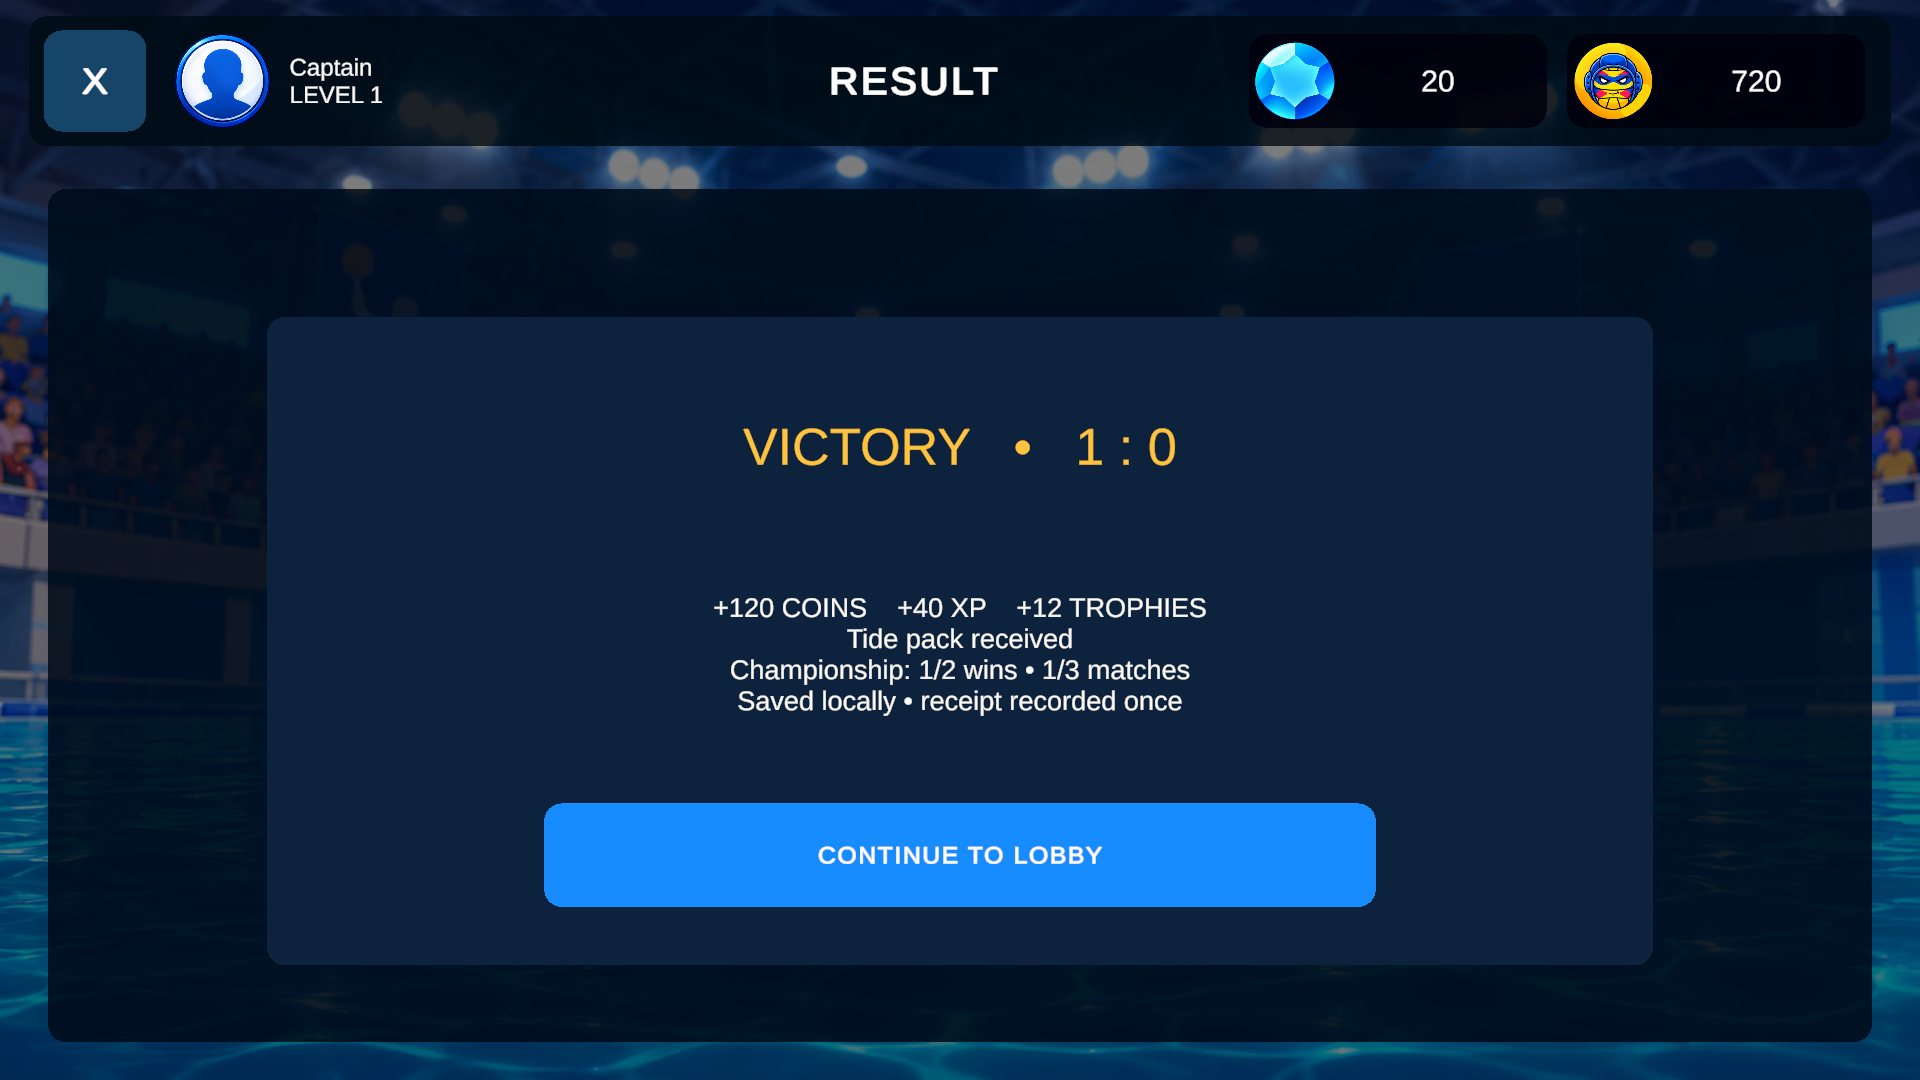 X
Captain
LEVEL 1
RESULT
20
720
VICTORY • 1 : 0
+120 COINS +40 XP +12 TROPHIES
Tide pack received
Championship: 1/2 wins • 1/3 matches
Saved locally • receipt recorded once
CONTINUE TO LOBBY